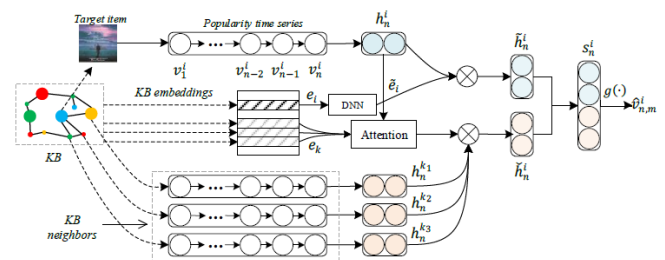 Target item
Popularity time series
h_n^i
v_1^i
v_{n-2}^i
v_{n-1}^i
v_n^i
h̃_n^i
s_n^i
KB embeddings
e_i
DNN
ẽ_i
g(·)
v̂_{n,m}^i
KB
e_k
Attention
ȟ_n^i
h_n^{k_1}
h_n^{k_2}
h_n^{k_3}
KB
neighbors